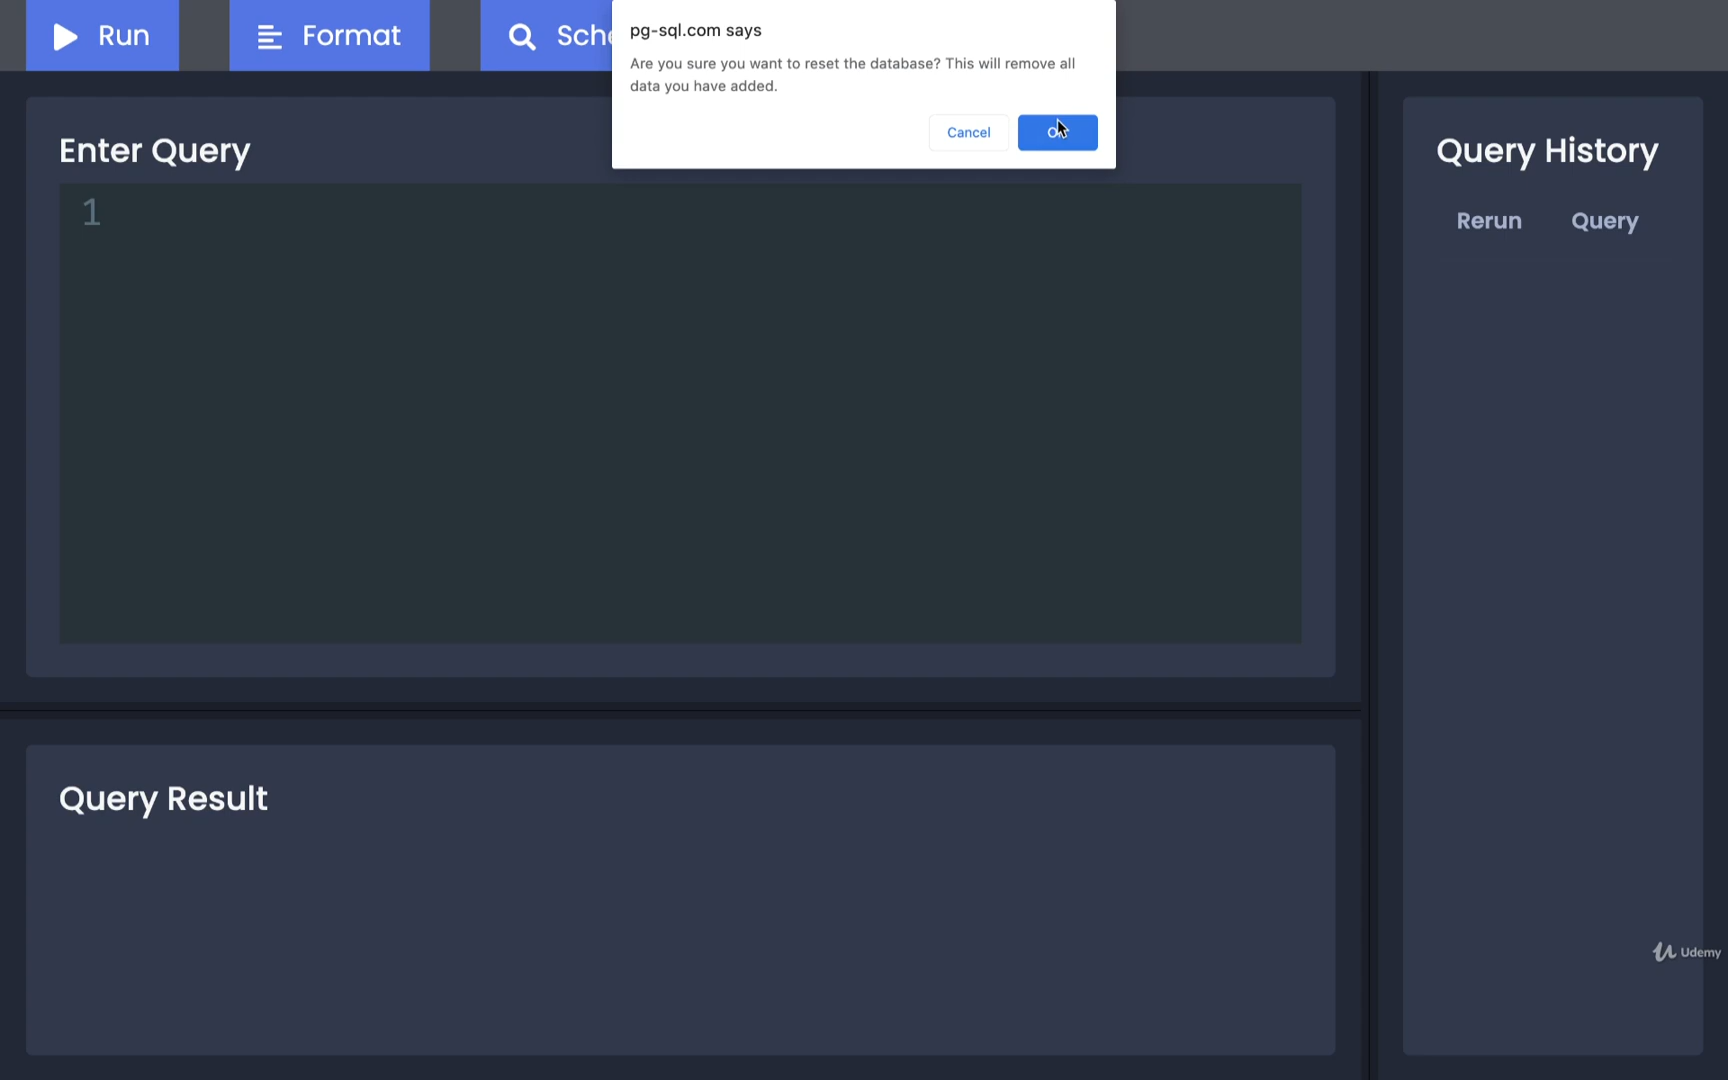 Run
Format
pg-sql.com says
Are you sure you want to reset the database? This will remove all
data you have added.
Cancel
Enter Query
1
Query History
Rerun Query
Query Result
Udemy